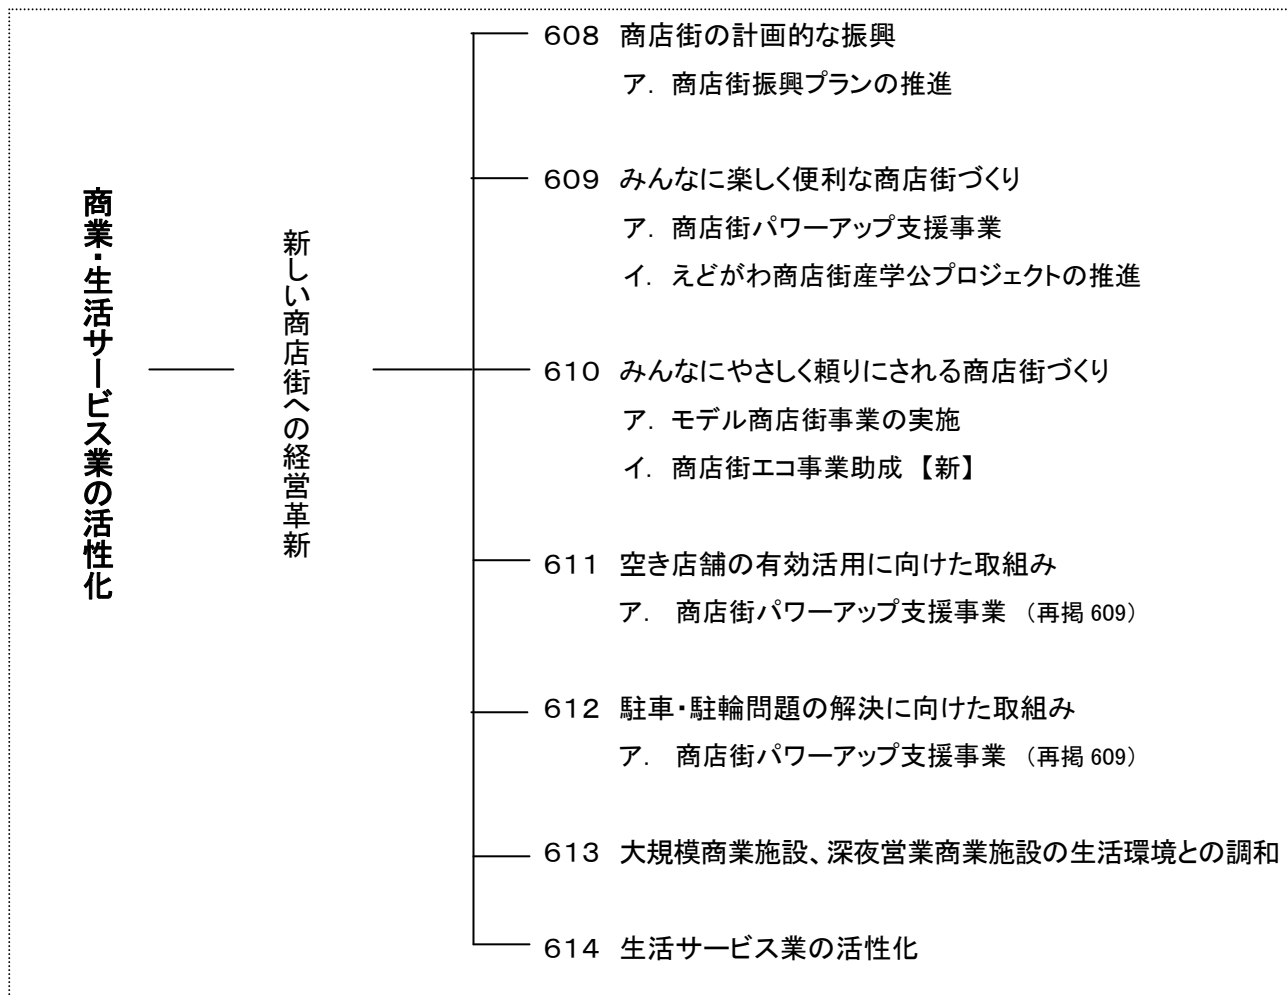 商業・生活サービス業の活性化
新しい商店街への経営革新
608 商店街の計画的な振興
ア. 商店街振興プランの推進
609 みんなに楽しく便利な商店街づくり
ア. 商店街パワーアップ支援事業
イ. えどがわ商店街産学公プロジェクトの推進
610 みんなにやさしく頼りにされる商店街づくり
ア. モデル商店街事業の実施
イ. 商店街エコ事業助成 【新】
611 空き店舗の有効活用に向けた取組み
ア. 商店街パワーアップ支援事業 （再掲 609）
612 駐車・駐輪問題の解決に向けた取組み
ア. 商店街パワーアップ支援事業 （再掲 609）
613 大規模商業施設、深夜営業商業施設の生活環境との調和
614 生活サービス業の活性化